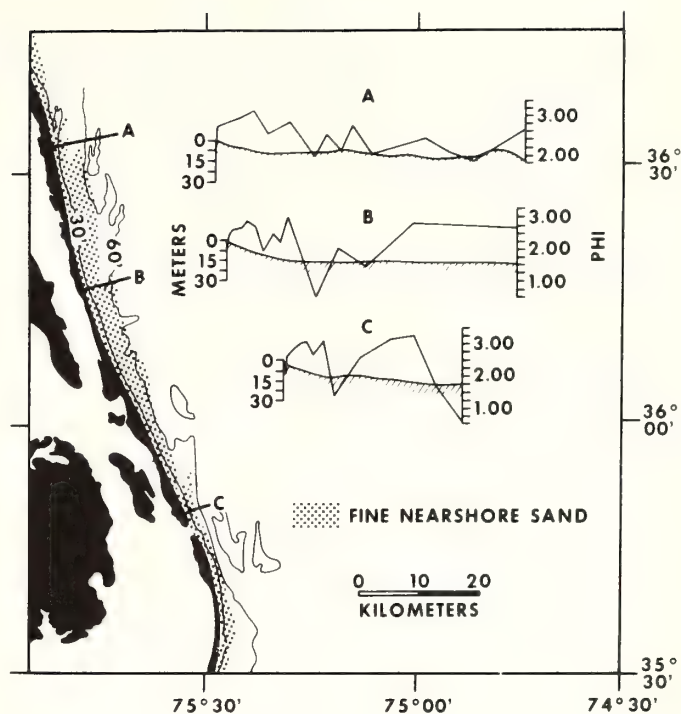 A
3.00
2.00
0
15
30
36°
30'
A
B
30'
60'
B
METERS
0
15
30
3.00
2.00
1.00
PHI
C
0
15
30
3.00
2.00
1.00
36°
00'
C
FINE NEARSHORE SAND
0 10 20
KILOMETERS
35°
30'
75°30' 75°00' 74°30'